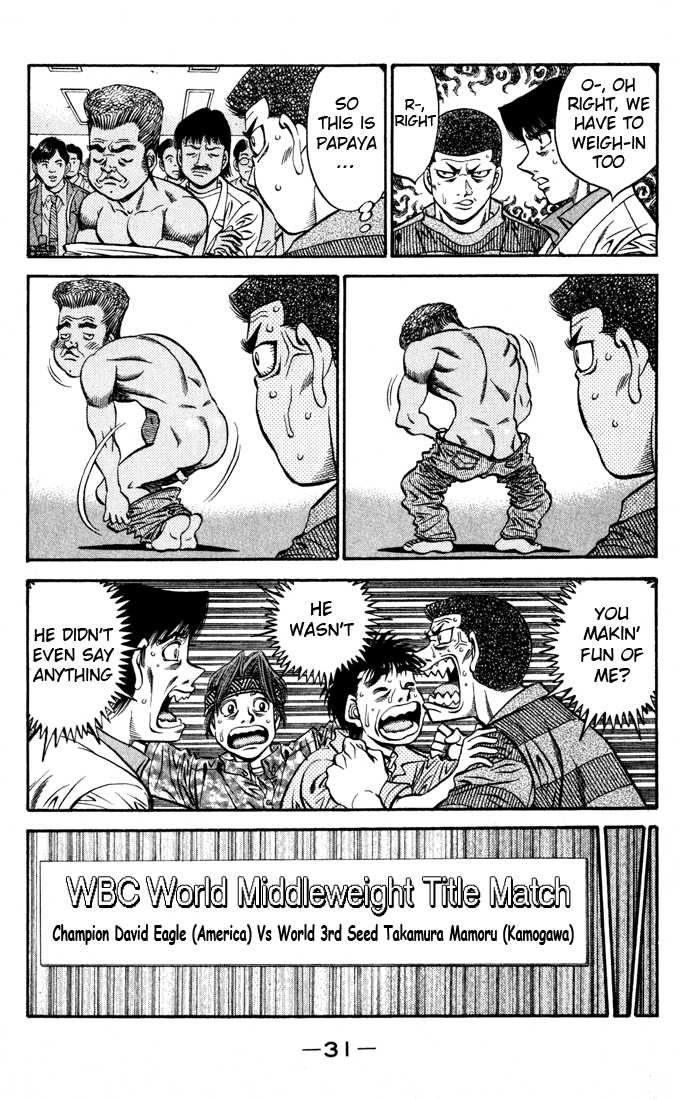 O-, OH
RIGHT, WE
HAVE TO
WEIGH-IN
TOO
R-,
RIGHT
SO
THIS IS
PAPAYA
...
YOU
MAKIN'
FUN OF
ME?
HE
WASN'T
HE DIDN'T
EVEN SAY
ANYTHING
WBC World Middleweight Title Match
Champion David Eagle (America) Vs World 3rd Seed Takamura Mamoru (Kamogawa)
—31—